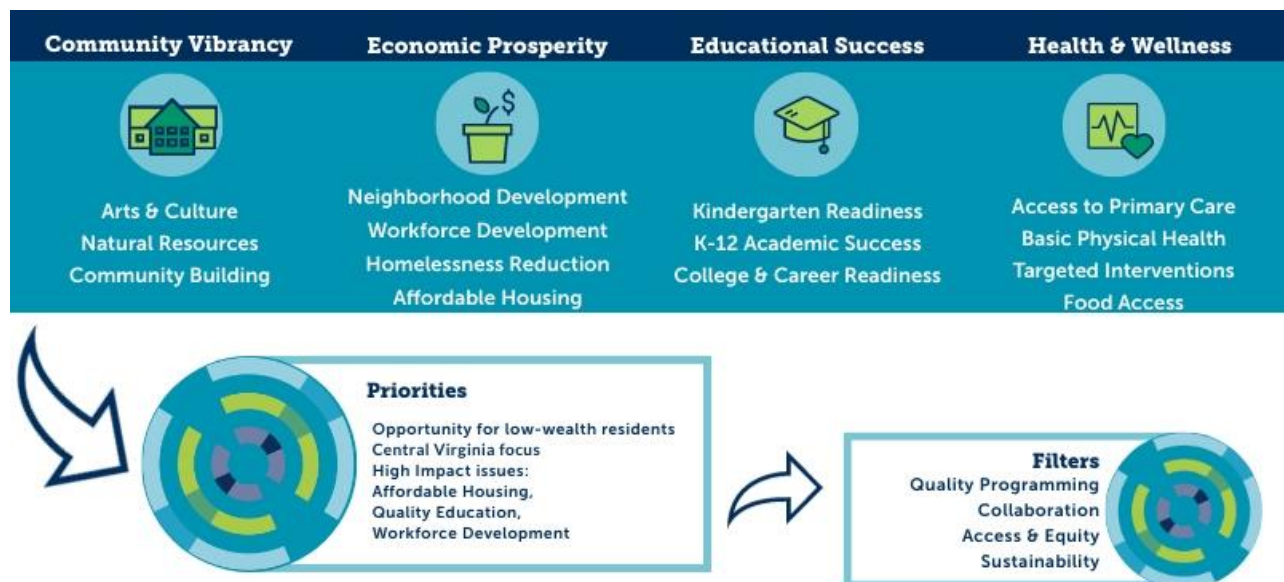 Community Vibrancy
Arts & Culture
Natural Resources
Community Building
Economic Prosperity
$
Neighborhood Development
Workforce Development
Homelessness Reduction
Affordable Housing
Educational Success
Kindergarten Readiness
K-12 Academic Success
College & Career Readiness
Health & Wellness
Access to Primary Care
Basic Physical Health
Targeted Interventions
Food Access
Priorities
Opportunity for low-wealth residents
Central Virginia focus
High Impact issues:
Affordable Housing,
Quality Education,
Workforce Development
Filters
Quality Programming
Collaboration
Access & Equity
Sustainability